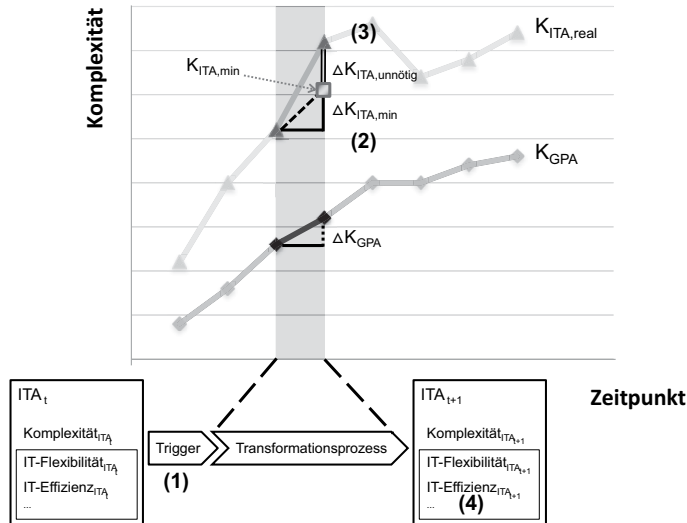 Komplexität
(3)
K_ITA,real
K_ITA,min
ΔK_ITA,unnötig
ΔK_ITA,min
(2)
K_GPA
ΔK_GPA
ITA_t
ITA_t+1
Zeitpunkt
Komplexität_ITA_t
Trigger
Transformationsprozess
Komplexität_ITA_t+1
(1)
IT-Flexibilität_ITA_t
IT-Effizienz_ITA_t
...
IT-Flexibilität_ITA_t+1
IT-Effizienz_ITA_t+1
(4)
...